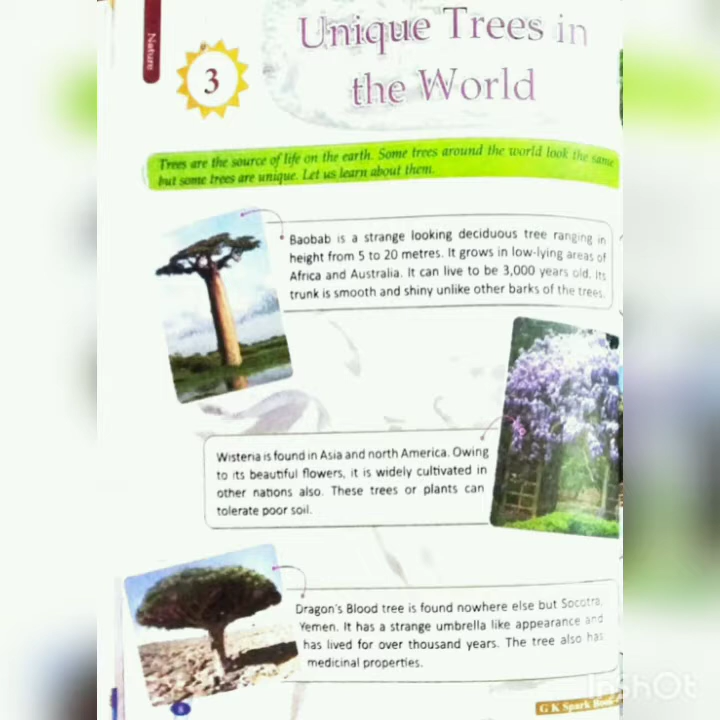 Nature
3
Unique Trees in
the World
Trees are the source of life on the earth. Some trees around the world look the same
but some trees are unique. Let us learn about them.
Baobab is a strange looking deciduous tree ranging in
height from 5 to 20 metres. It grows in low-lying areas of
Africa and Australia. It can live to be 3,000 years old. Its
trunk is smooth and shiny unlike other barks of the trees.
Wisteria is found in Asia and north America. Owing
to its beautiful flowers, it is widely cultivated in
other nations also. These trees or plants can
tolerate poor soil.
Dragon's Blood tree is found nowhere else but Socotra,
Yemen. It has a strange umbrella like appearance and
has lived for over thousand years. The tree also has
medicinal properties.
8
G K Spark Book
InShOt